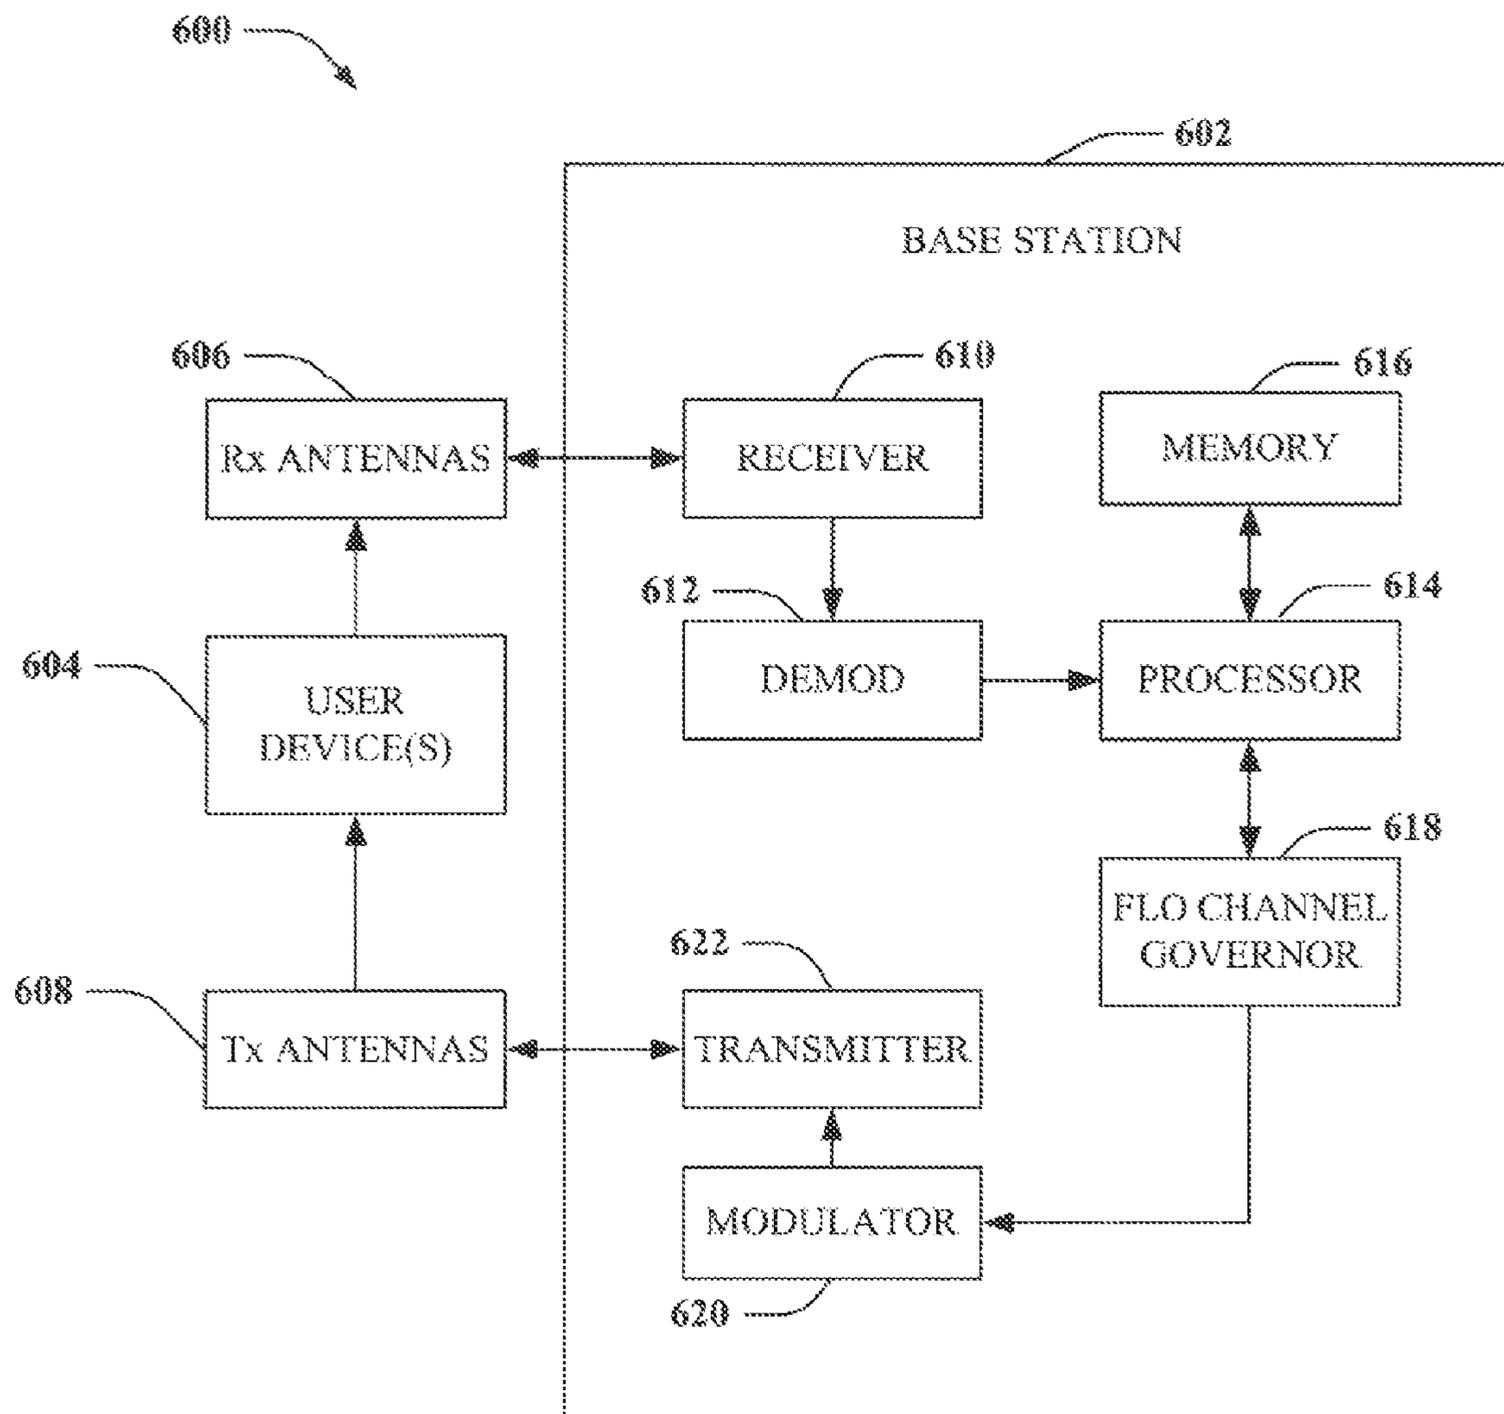 600
602
BASE STATION
606
610
616
Rx ANTENNAS
RECEIVER
MEMORY
612
614
604
USER
DEVICE(S)
DEMOD
PROCESSOR
618
FLO CHANNEL
GOVERNOR
622
608
Tx ANTENNAS
TRANSMITTER
MODULATOR
620